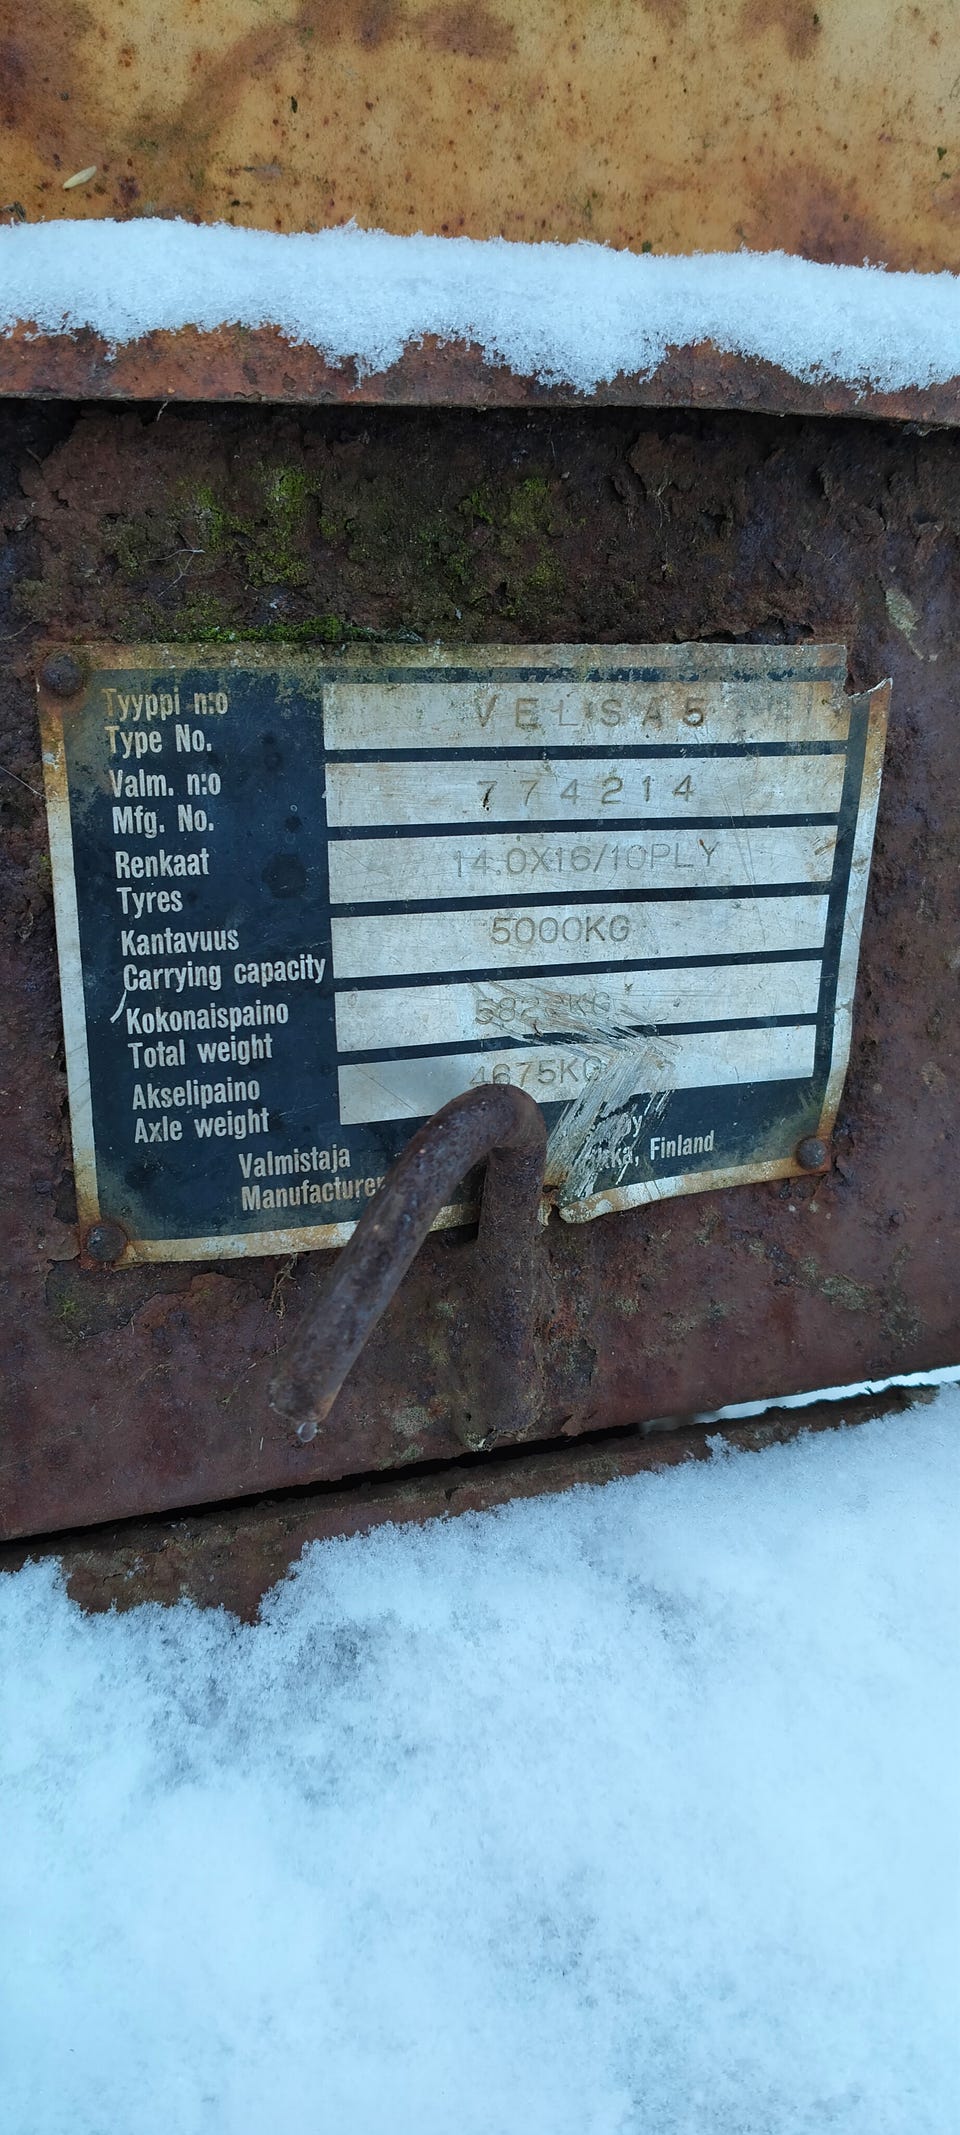 Tyyppi n:o VELSA5
Type No.
Valm. n:o 774214
Mfg. No.
Renkaat 14.0X16/10PLY
Tyres
Kantavuus 5000KG
Carrying capacity
Kokonaispaino
Total weight
Akselipaino 4675KG
Axle weight
Valmistaja
Manufacturer Finland